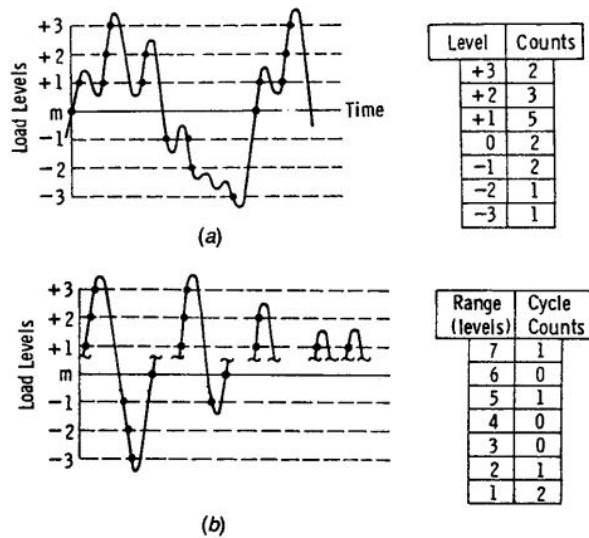 Load Levels
+3
+2
+1
m
−1
−2
−3
Time
(a)
Level Counts
+3 2
+2 3
+1 5
0 2
−1 2
−2 1
−3 1
Load Levels
+3
+2
+1
m
−1
−2
−3
(b)
Range Cycle
(levels) Counts
7 1
6 0
5 1
4 0
3 0
2 1
1 2